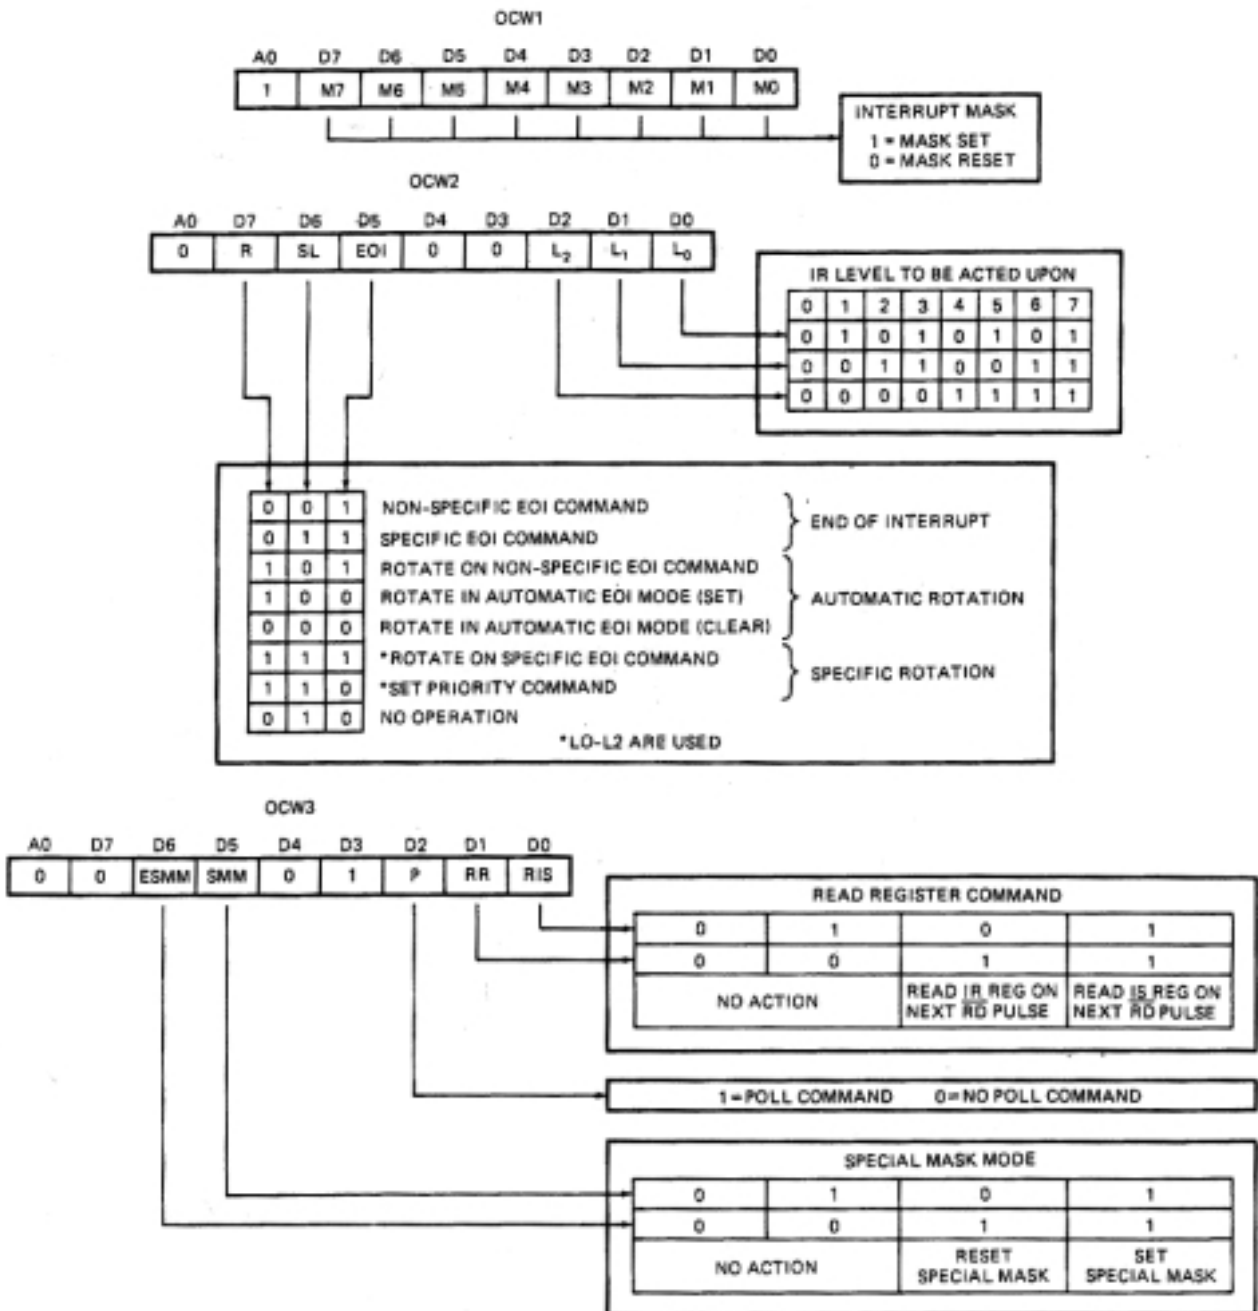 OCW1
A0 D7 D6 D5 D4 D3 D2 D1 D0
1 M7 M6 M5 M4 M3 M2 M1 M0
INTERRUPT MASK
1 = MASK SET
0 = MASK RESET
OCW2
A0 D7 D6 D5 D4 D3 D2 D1 D0
0 R SL EOI 0 0 L2 L1 L0
IR LEVEL TO BE ACTED UPON
0 1 2 3 4 5 6 7
0 1 0 1 0 1 0 1
0 0 1 1 0 0 1 1
0 0 0 0 1 1 1 1
0 0 1 NON-SPECIFIC EOI COMMAND
0 1 1 SPECIFIC EOI COMMAND
END OF INTERRUPT
1 0 1 ROTATE ON NON-SPECIFIC EOI COMMAND
1 0 0 ROTATE IN AUTOMATIC EOI MODE (SET)
0 0 0 ROTATE IN AUTOMATIC EOI MODE (CLEAR)
AUTOMATIC ROTATION
1 1 1 *ROTATE ON SPECIFIC EOI COMMAND
1 1 0 *SET PRIORITY COMMAND
SPECIFIC ROTATION
0 1 0 NO OPERATION
*L0-L2 ARE USED
OCW3
A0 D7 D6 D5 D4 D3 D2 D1 D0
0 0 ESMM SMM 0 1 P RR RIS
READ REGISTER COMMAND
0 1 0 1
0 0 1 1
NO ACTION
READ IR REG ON
NEXT RD PULSE
READ IS REG ON
NEXT RD PULSE
1=POLL COMMAND 0=NO POLL COMMAND
SPECIAL MASK MODE
0 1 0 1
0 0 1 1
NO ACTION
RESET
SPECIAL MASK
SET
SPECIAL MASK